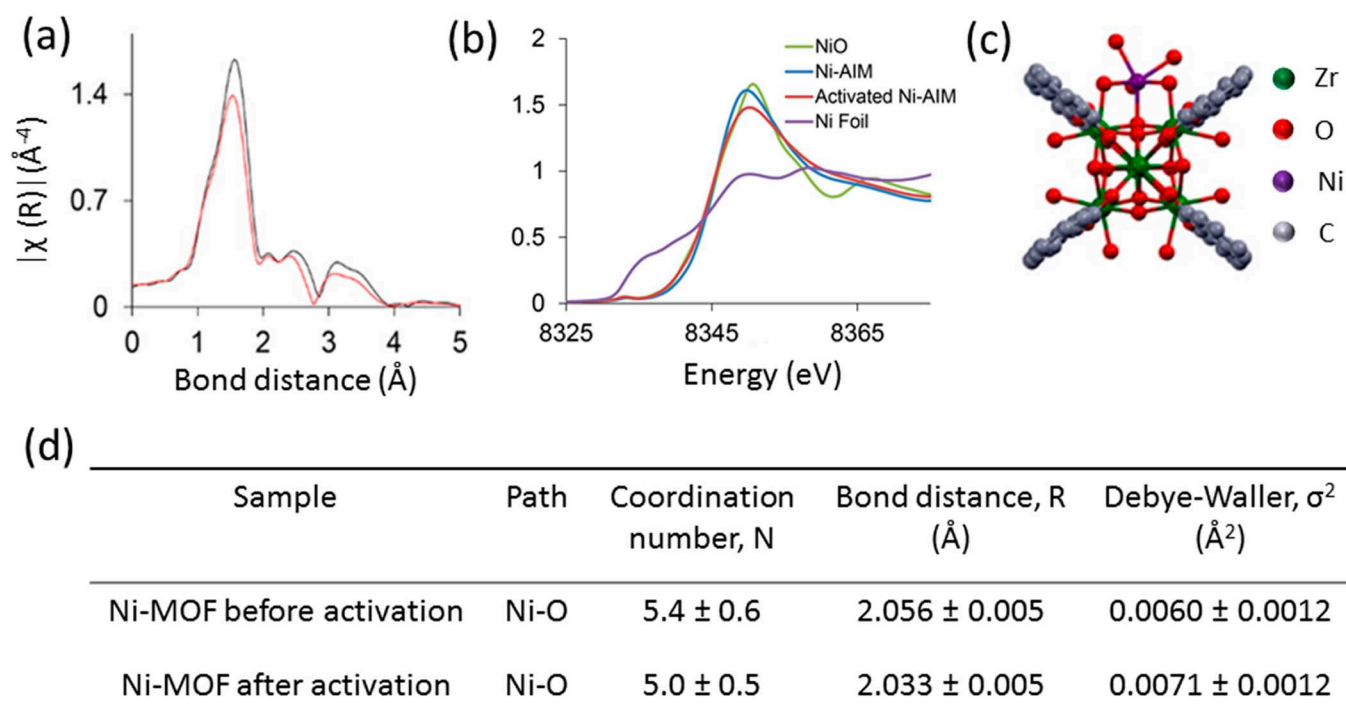 (a)
|χ (R)| (Å⁻⁴)
1.4
0.7
0
0 1 2 3 4 5
Bond distance (Å)
(b)
2
1.5
1
0.5
0
8325 8345 8365
Energy (eV)
NiO
Ni-AIM
Activated Ni-AIM
Ni Foil
(c)
Zr
O
Ni
C
(d)
Sample Path Coordination Bond distance, R Debye-Waller, σ²
number, N (Å) (Å²)
Ni-MOF before activation Ni-O 5.4 ± 0.6 2.056 ± 0.005 0.0060 ± 0.0012
Ni-MOF after activation Ni-O 5.0 ± 0.5 2.033 ± 0.005 0.0071 ± 0.0012